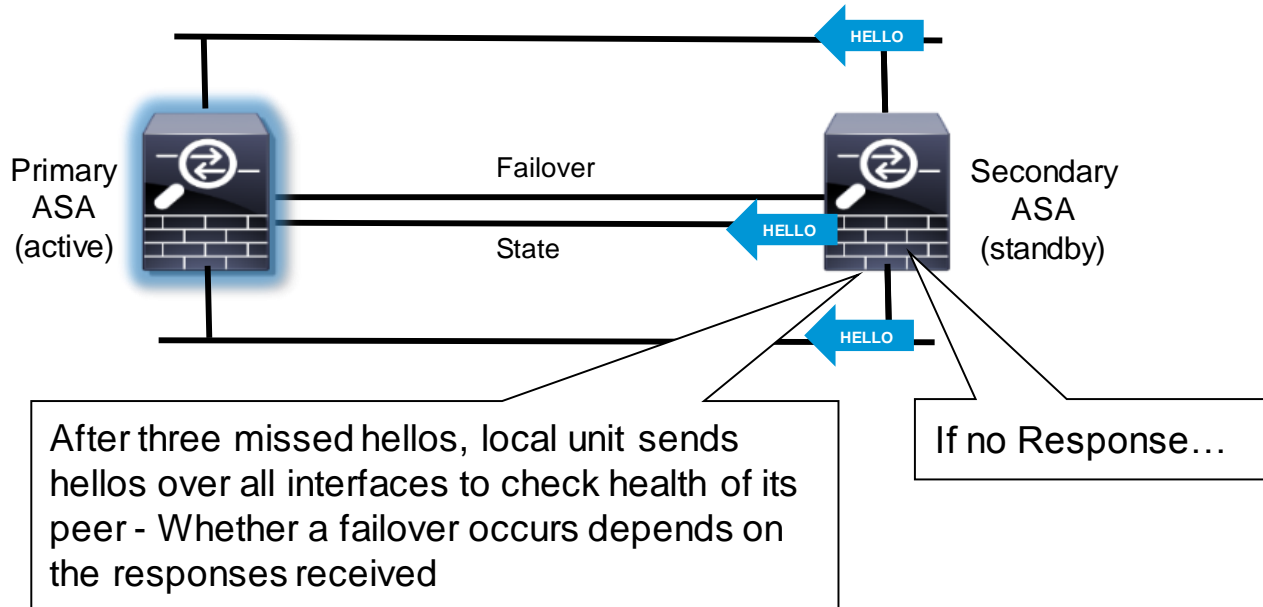 HELLO
Primary
ASA
(active)
Failover
State
HELLO
Secondary
ASA
(standby)
HELLO
After three missed hellos, local unit sends
hellos over all interfaces to check health of its
peer - Whether a failover occurs depends on
the responses received
If no Response…